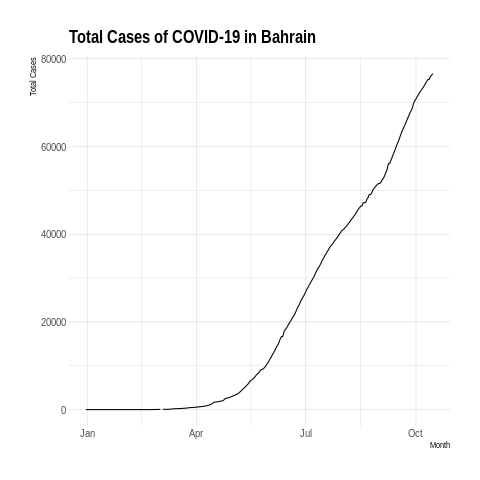 Total Cases of COVID-19 in Bahrain
Total Cases
80000
60000
40000
20000
0
Jan Apr Jul Oct
Month